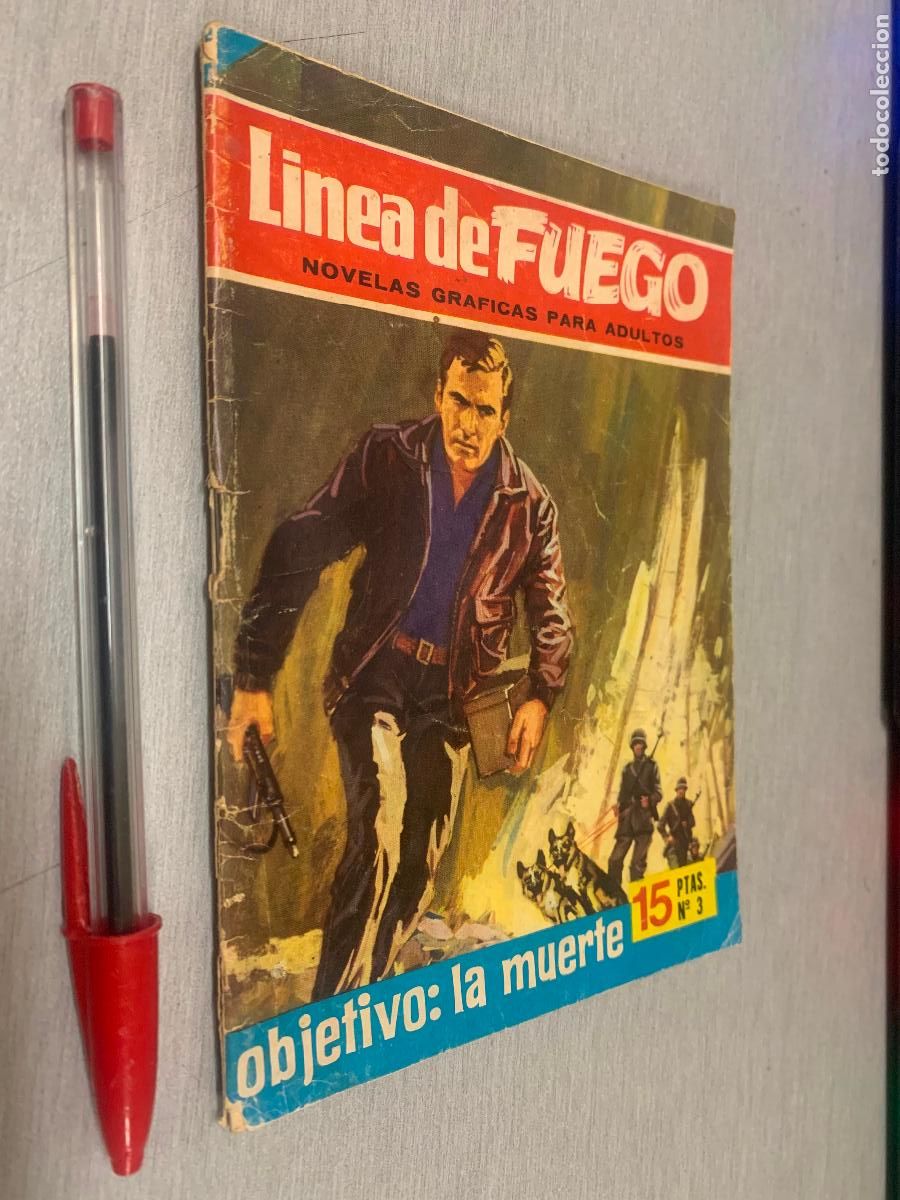 Linea de FUEGO
NOVELAS GRAFICAS PARA ADULTOS
15 PTAS.
Nº 3
objetivo: la muerte
todocoleccion